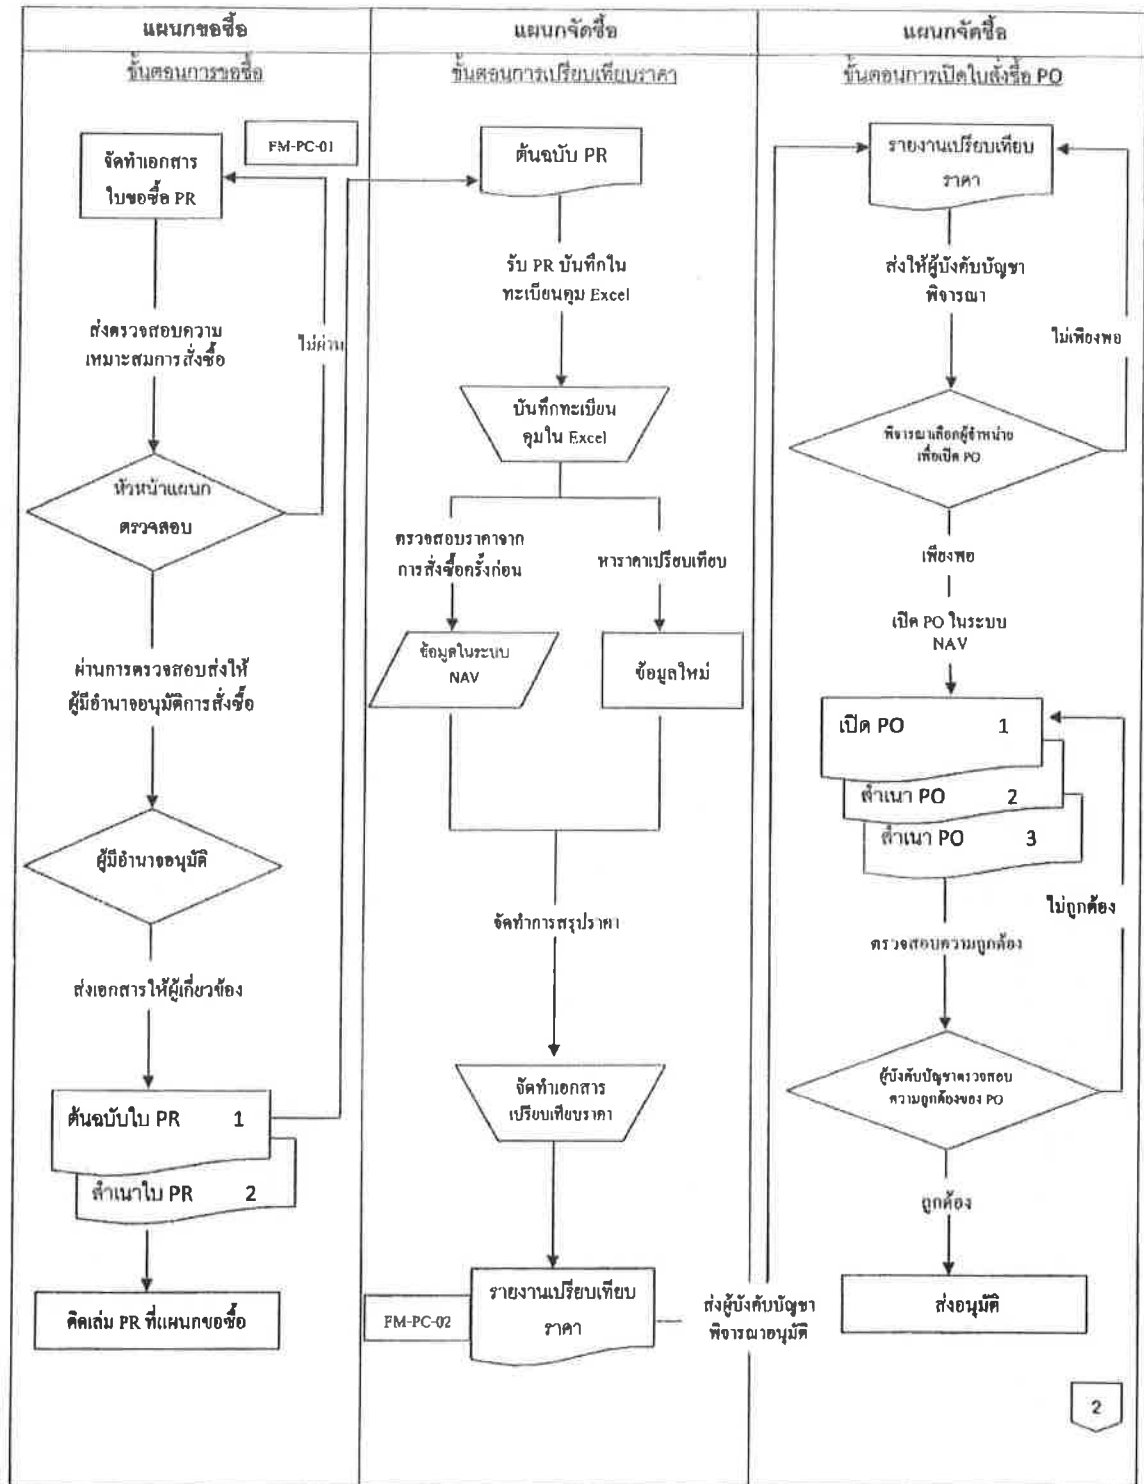 แผนกขอซื้อ
ขั้นตอนการขอซื้อ
FM-PC-01
จัดทำเอกสาร
ใบขอซื้อ PR
ส่งตรวจสอบความ
เหมาะสมการสั่งซื้อ
ไม่ผ่าน
หัวหน้าแผนก
ตรวจสอบ
ผ่านการตรวจสอบส่งให้
ผู้มีอำนาจอนุมัติการสั่งซื้อ
ผู้มีอำนาจอนุมัติ
ส่งเอกสารให้ผู้เกี่ยวข้อง
ต้นฉบับใบ PR 1
สำเนาใบ PR 2
ติดเล่ม PR ที่แผนกขอซื้อ
แผนกจัดซื้อ
ขั้นตอนการเปรียบเทียบราคา
ต้นฉบับ PR
รับ PR บันทึกใน
ทะเบียนคุม Excel
บันทึกทะเบียน
คุมใน Excel
ตรวจสอบราคาจาก
การสั่งซื้อครั้งก่อน
หาราคาเปรียบเทียบ
ข้อมูลในระบบ
NAV
ข้อมูลใหม่
จัดทำการสรุปราคา
จัดทำเอกสาร
เปรียบเทียบราคา
FM-PC-02
รายงานเปรียบเทียบ
ราคา
ส่งผู้บังคับบัญชา
พิจารณาอนุมัติ
แผนกจัดซื้อ
ขั้นตอนการเปิดใบสั่งซื้อ PO
รายงานเปรียบเทียบ
ราคา
ส่งให้ผู้บังคับบัญชา
พิจารณา
ไม่เพียงพอ
พิจารณาเลือกผู้จำหน่าย
เพื่อเปิด PO
เพียงพอ
เปิด PO ในระบบ
NAV
เปิด PO 1
สำเนา PO 2
สำเนา PO 3
ไม่ถูกต้อง
ตรวจสอบความถูกต้อง
ผู้บังคับบัญชาตรวจสอบ
ความถูกต้องของ PO
ถูกต้อง
ส่งอนุมัติ
2